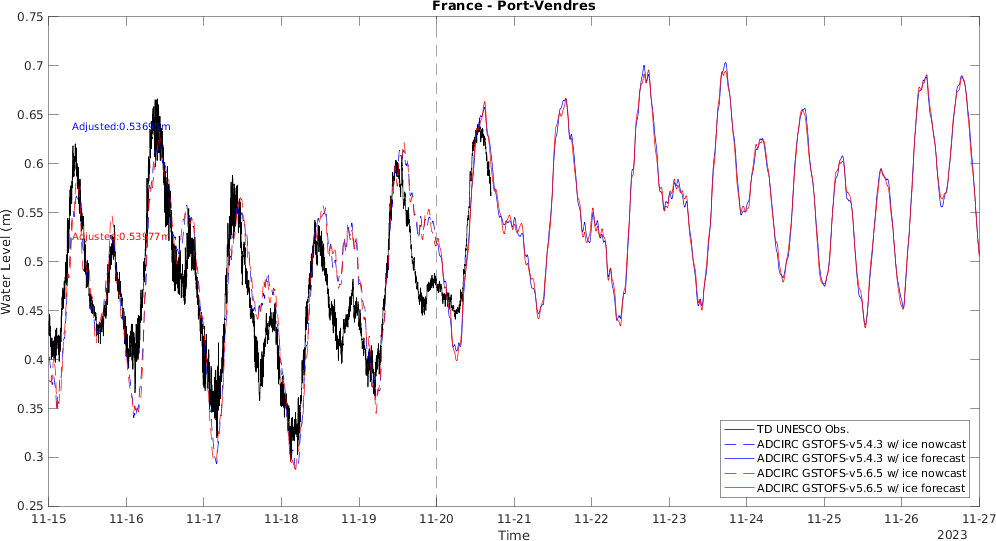 France - Port-Vendres
0.75
0.7
0.65
0.6
0.55
0.5
0.45
0.4
0.35
0.3
0.25
Water Level (m)
Adjusted:0.53977m
11-15
11-16
11-17
11-18
11-19
11-20
11-21
11-22
11-23
11-24
11-25
11-26
11-27
Time
2023
TD UNESCO Obs.
ADCIRC GSTOFS-v5.4.3 w/ ice nowcast
ADCIRC GSTOFS-v5.4.3 w/ ice forecast
ADCIRC GSTOFS-v5.6.5 w/ ice nowcast
ADCIRC GSTOFS-v5.6.5 w/ ice forecast